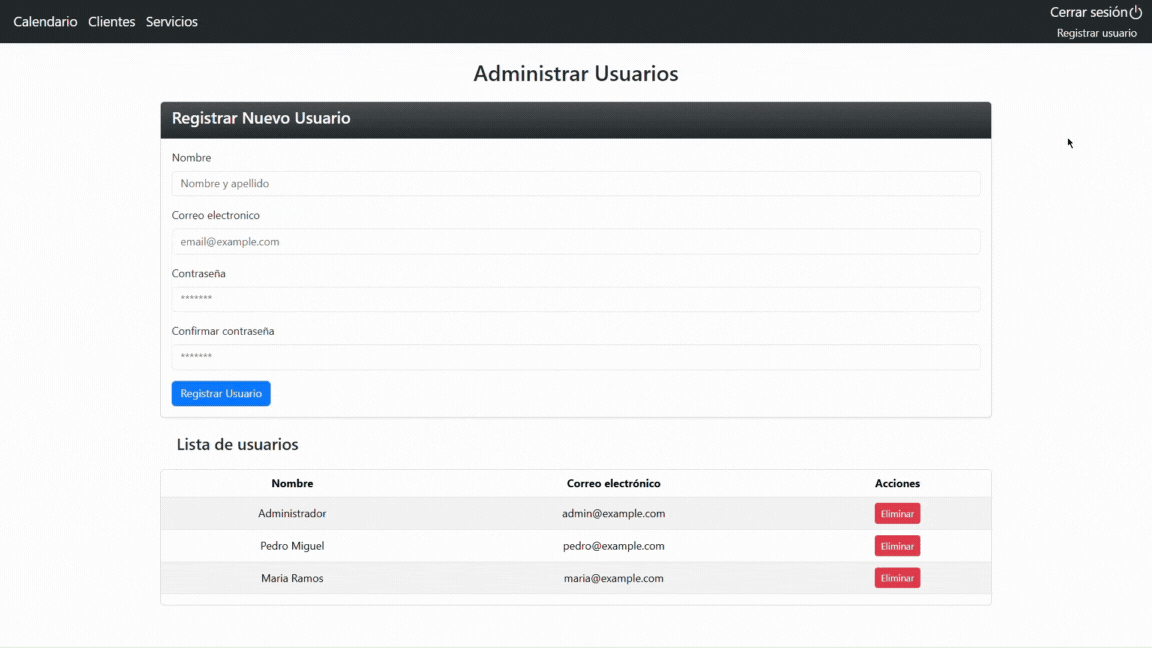 Calendario Clientes Servicios Cerrar sesión
Registrar usuario
Administrar Usuarios
Registrar Nuevo Usuario
Nombre
Nombre y apellido
Correo electronico
email@example.com
Contraseña
*******
Confirmar contraseña
*******
Registrar Usuario
Lista de usuarios
Nombre Correo electrónico Acciones
Administrador admin@example.com Eliminar
Pedro Miguel pedro@example.com Eliminar
Maria Ramos maria@example.com Eliminar